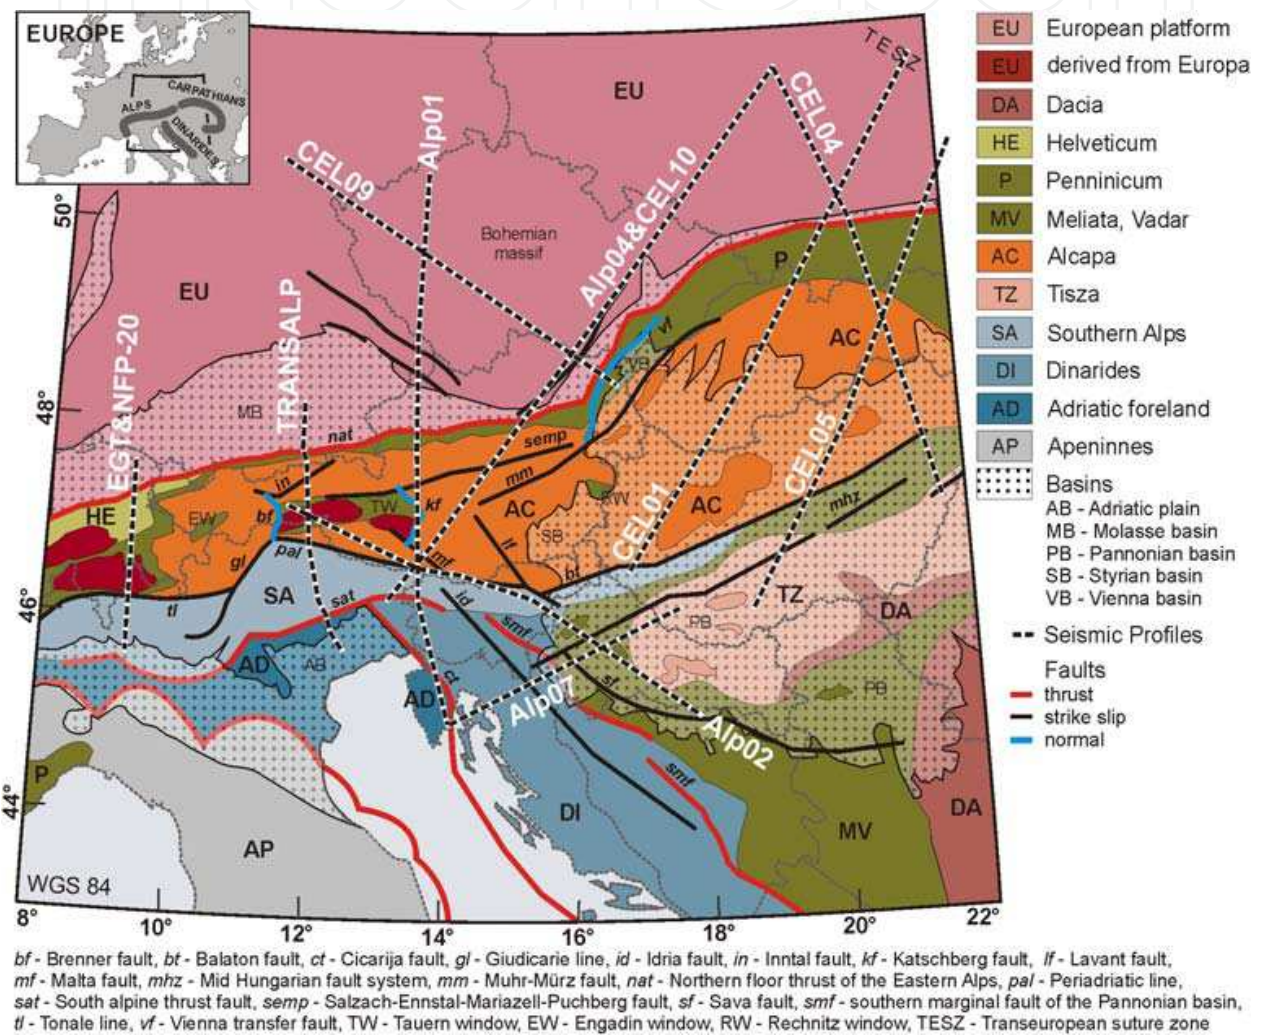 EUROPE
CARPATHIANS
ALPS
DINARIDES
TESZ
EU
CEL04
Alp01
CEL09
Alp04&CEL10
50°
Bohemian
massif
P
EU
TRANSALP
EGT&NFP-20
vf
AC
VB
48°
MB
nat
semp
CEL05
in
mm
HE
EW
bf
TW
kf
AC
RW
AC
mhz
CEL01
SB
gl
pal
mf
lf
bt
46°
tl
SA
sat
id
smf
TZ
DA
PB
AD
AB
AD
ct
sf
PB
Alp07
Alp02
P
smf
44°
DI
MV
DA
AP
WGS 84
8°
10°
12°
14°
16°
18°
20°
22°
EU European platform
EU derived from Europa
DA Dacia
HE Helveticum
P Penninicum
MV Meliata, Vadar
AC Alcapa
TZ Tisza
SA Southern Alps
DI Dinarides
AD Adriatic foreland
AP Apeninnes
Basins
AB - Adriatic plain
MB - Molasse basin
PB - Pannonian basin
SB - Styrian basin
VB - Vienna basin
Seismic Profiles
Faults
thrust
strike slip
normal
bf - Brenner fault, bt - Balaton fault, ct - Cicarija fault, gl - Giudicarie line, id - Idria fault, in - Inntal fault, kf - Katschberg fault, lf - Lavant fault,
mf - Malta fault, mhz - Mid Hungarian fault system, mm - Muhr-Mürz fault, nat - Northern floor thrust of the Eastern Alps, pal - Periadriatic line,
sat - South alpine thrust fault, semp - Salzach-Ennstal-Mariazell-Puchberg fault, sf - Sava fault, smf - southern marginal fault of the Pannonian basin,
tl - Tonale line, vf - Vienna transfer fault, TW - Tauern window, EW - Engadin window, RW - Rechnitz window, TESZ - Transeuropean suture zone